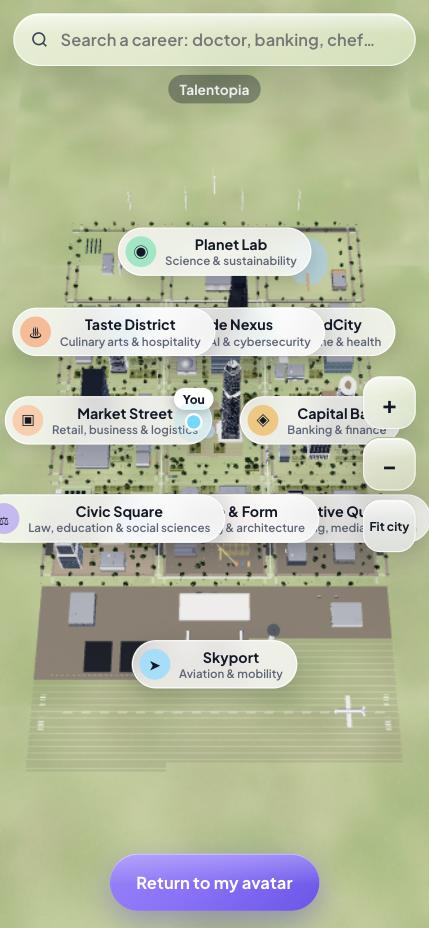 Search a career: doctor, banking, chef...
Talentopia
Planet Lab
Science & sustainability
Taste District
Culinary arts & hospitality
de Nexus
AI & cybersecurity
dCity
ne & health
You
Market Street
Retail, business & logistics
Capital Ba
Banking & finance
Civic Square
Law, education & social sciences
& Form
& architecture
tive Qu
g, media
Fit city
Skyport
Aviation & mobility
Return to my avatar